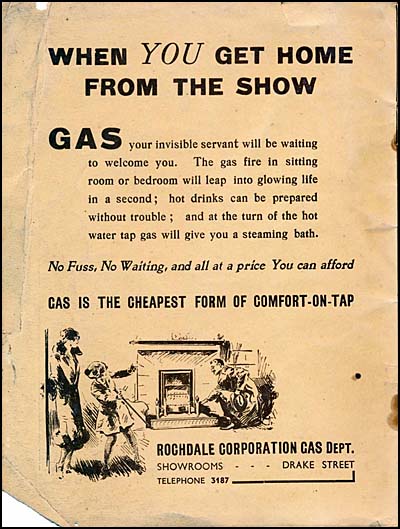 WHEN YOU GET HOME
FROM THE SHOW
GAS your invisible servant will be waiting
to welcome you. The gas fire in sitting
room or bedroom will leap into glowing life
in a second; hot drinks can be prepared
without trouble; and at the turn of the hot
water tap gas will give you a steaming bath.
No Fuss, No Waiting, and all at a price You can afford
GAS IS THE CHEAPEST FORM OF COMFORT-ON-TAP
ROCHDALE CORPORATION GAS DEPT.
SHOWROOMS - - - DRAKE STREET
TELEPHONE 3187